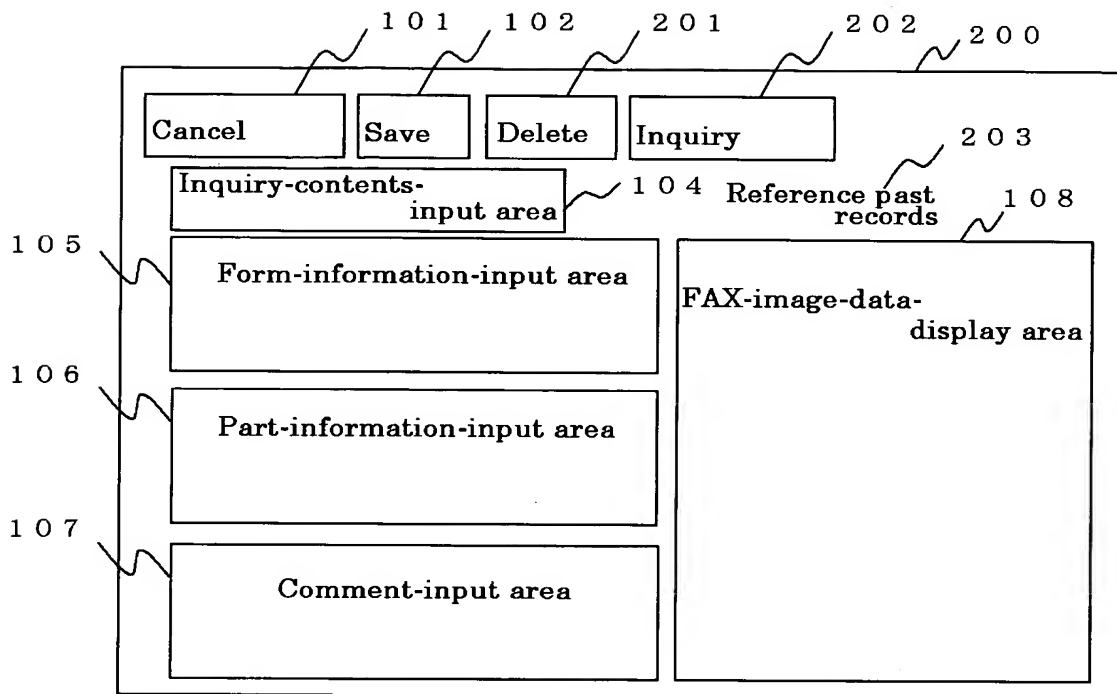 １０１ １０２ ２０１ ２０２ ２００
Cancel Save Delete Inquiry
２０３
Inquiry-contents-
input area
１０４
Reference past
records
１０８
１０５
Form-information-input area
FAX-image-data-
display area
１０６
Part-information-input area
１０７
Comment-input area